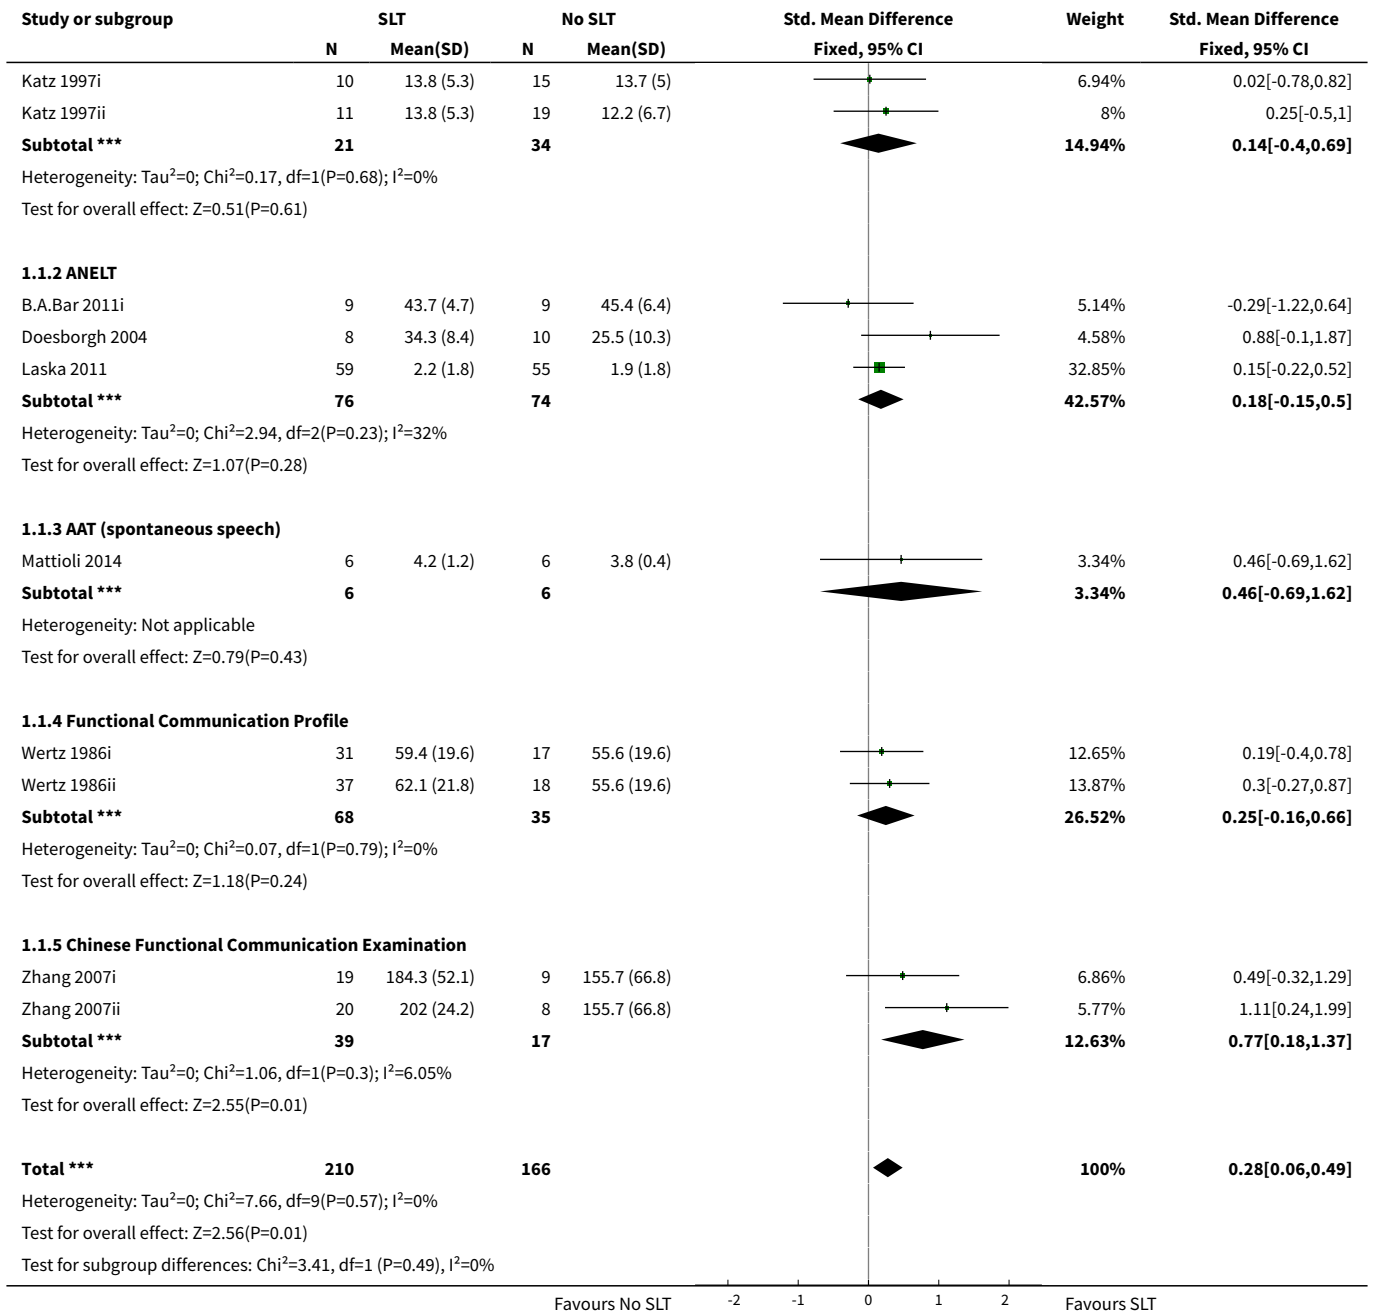 Study or subgroup SLT No SLT Std. Mean Difference Weight Std. Mean Difference
N Mean(SD) N Mean(SD) Fixed, 95% CI Fixed, 95% CI
Katz 1997i 10 13.8 (5.3) 15 13.7 (5) 6.94% 0.02[-0.78,0.82]
Katz 1997ii 11 13.8 (5.3) 19 12.2 (6.7) 8% 0.25[-0.5,1]
Subtotal *** 21 34 14.94% 0.14[-0.4,0.69]
Heterogeneity: Tau²=0; Chi²=0.17, df=1(P=0.68); I²=0%
Test for overall effect: Z=0.51(P=0.61)
1.1.2 ANELT
B.A.Bar 2011i 9 43.7 (4.7) 9 45.4 (6.4) 5.14% -0.29[-1.22,0.64]
Doesborgh 2004 8 34.3 (8.4) 10 25.5 (10.3) 4.58% 0.88[-0.1,1.87]
Laska 2011 59 2.2 (1.8) 55 1.9 (1.8) 32.85% 0.15[-0.22,0.52]
Subtotal *** 76 74 42.57% 0.18[-0.15,0.5]
Heterogeneity: Tau²=0; Chi²=2.94, df=2(P=0.23); I²=32%
Test for overall effect: Z=1.07(P=0.28)
1.1.3 AAT (spontaneous speech)
Mattioli 2014 6 4.2 (1.2) 6 3.8 (0.4) 3.34% 0.46[-0.69,1.62]
Subtotal *** 6 6 3.34% 0.46[-0.69,1.62]
Heterogeneity: Not applicable
Test for overall effect: Z=0.79(P=0.43)
1.1.4 Functional Communication Profile
Wertz 1986i 31 59.4 (19.6) 17 55.6 (19.6) 12.65% 0.19[-0.4,0.78]
Wertz 1986ii 37 62.1 (21.8) 18 55.6 (19.6) 13.87% 0.3[-0.27,0.87]
Subtotal *** 68 35 26.52% 0.25[-0.16,0.66]
Heterogeneity: Tau²=0; Chi²=0.07, df=1(P=0.79); I²=0%
Test for overall effect: Z=1.18(P=0.24)
1.1.5 Chinese Functional Communication Examination
Zhang 2007i 19 184.3 (52.1) 9 155.7 (66.8) 6.86% 0.49[-0.32,1.29]
Zhang 2007ii 20 202 (24.2) 8 155.7 (66.8) 5.77% 1.11[0.24,1.99]
Subtotal *** 39 17 12.63% 0.77[0.18,1.37]
Heterogeneity: Tau²=0; Chi²=1.06, df=1(P=0.3); I²=6.05%
Test for overall effect: Z=2.55(P=0.01)
Total *** 210 166 100% 0.28[0.06,0.49]
Heterogeneity: Tau²=0; Chi²=7.66, df=9(P=0.57); I²=0%
Test for overall effect: Z=2.56(P=0.01)
Test for subgroup differences: Chi²=3.41, df=1 (P=0.49), I²=0%
Favours No SLT -2 -1 0 1 2 Favours SLT